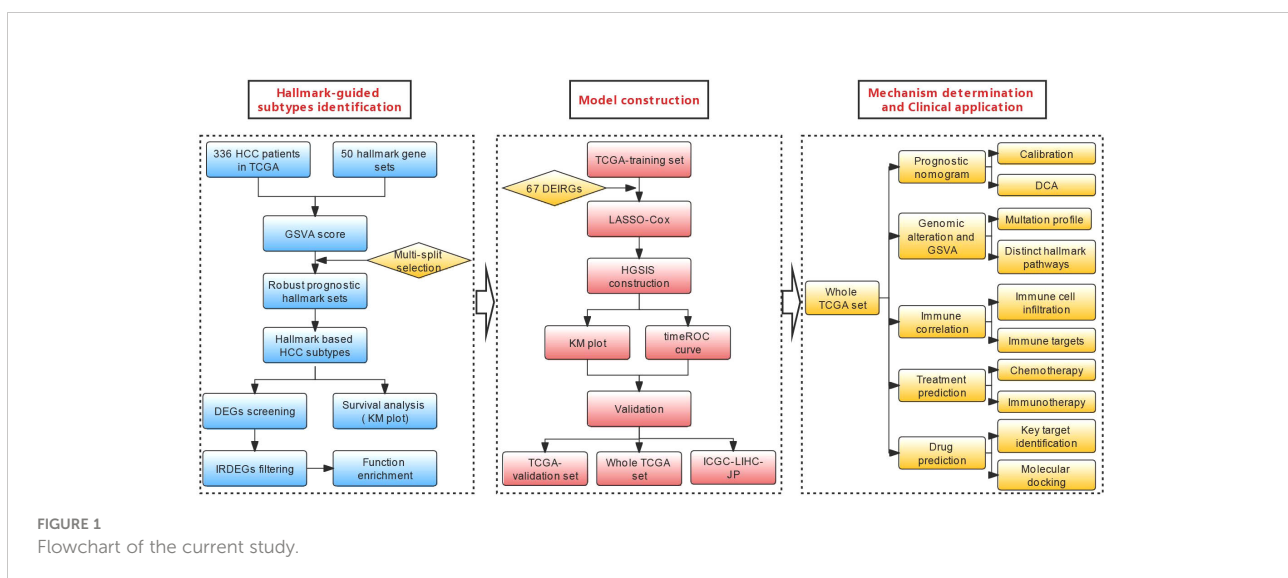 Hallmark-guided
subtypes identification
336 HCC patients
in TCGA
50 hallmark gene
sets
GSVA score
Multi-split
selection
Robust prognostic
hallmark sets
Hallmark based
HCC subtypes
DEGs screening
Survival analysis
( KM plot)
IRDEGs filtering
Function
enrichment
Model construction
TCGA-training set
67 DEIRGs
LASSO-Cox
HGSIS
construction
KM plot
timeROC
curve
Validation
TCGA-
validation set
Whole TCGA
set
ICGC-LIHC-
JP
Mechanism determination
and Clinical application
Whole
TCGA set
Prognostic
nomogram
Calibration
DCA
Genomic
alteration and
GSVA
Multation profile
Distinct hallmark
pathways
Immune
correlation
Immune cell
infiltration
Immune targets
Treatment
prediction
Chemotherapy
Immunotherapy
Drug
prediction
Key target
identification
Molecular
docking
FIGURE 1
Flowchart of the current study.